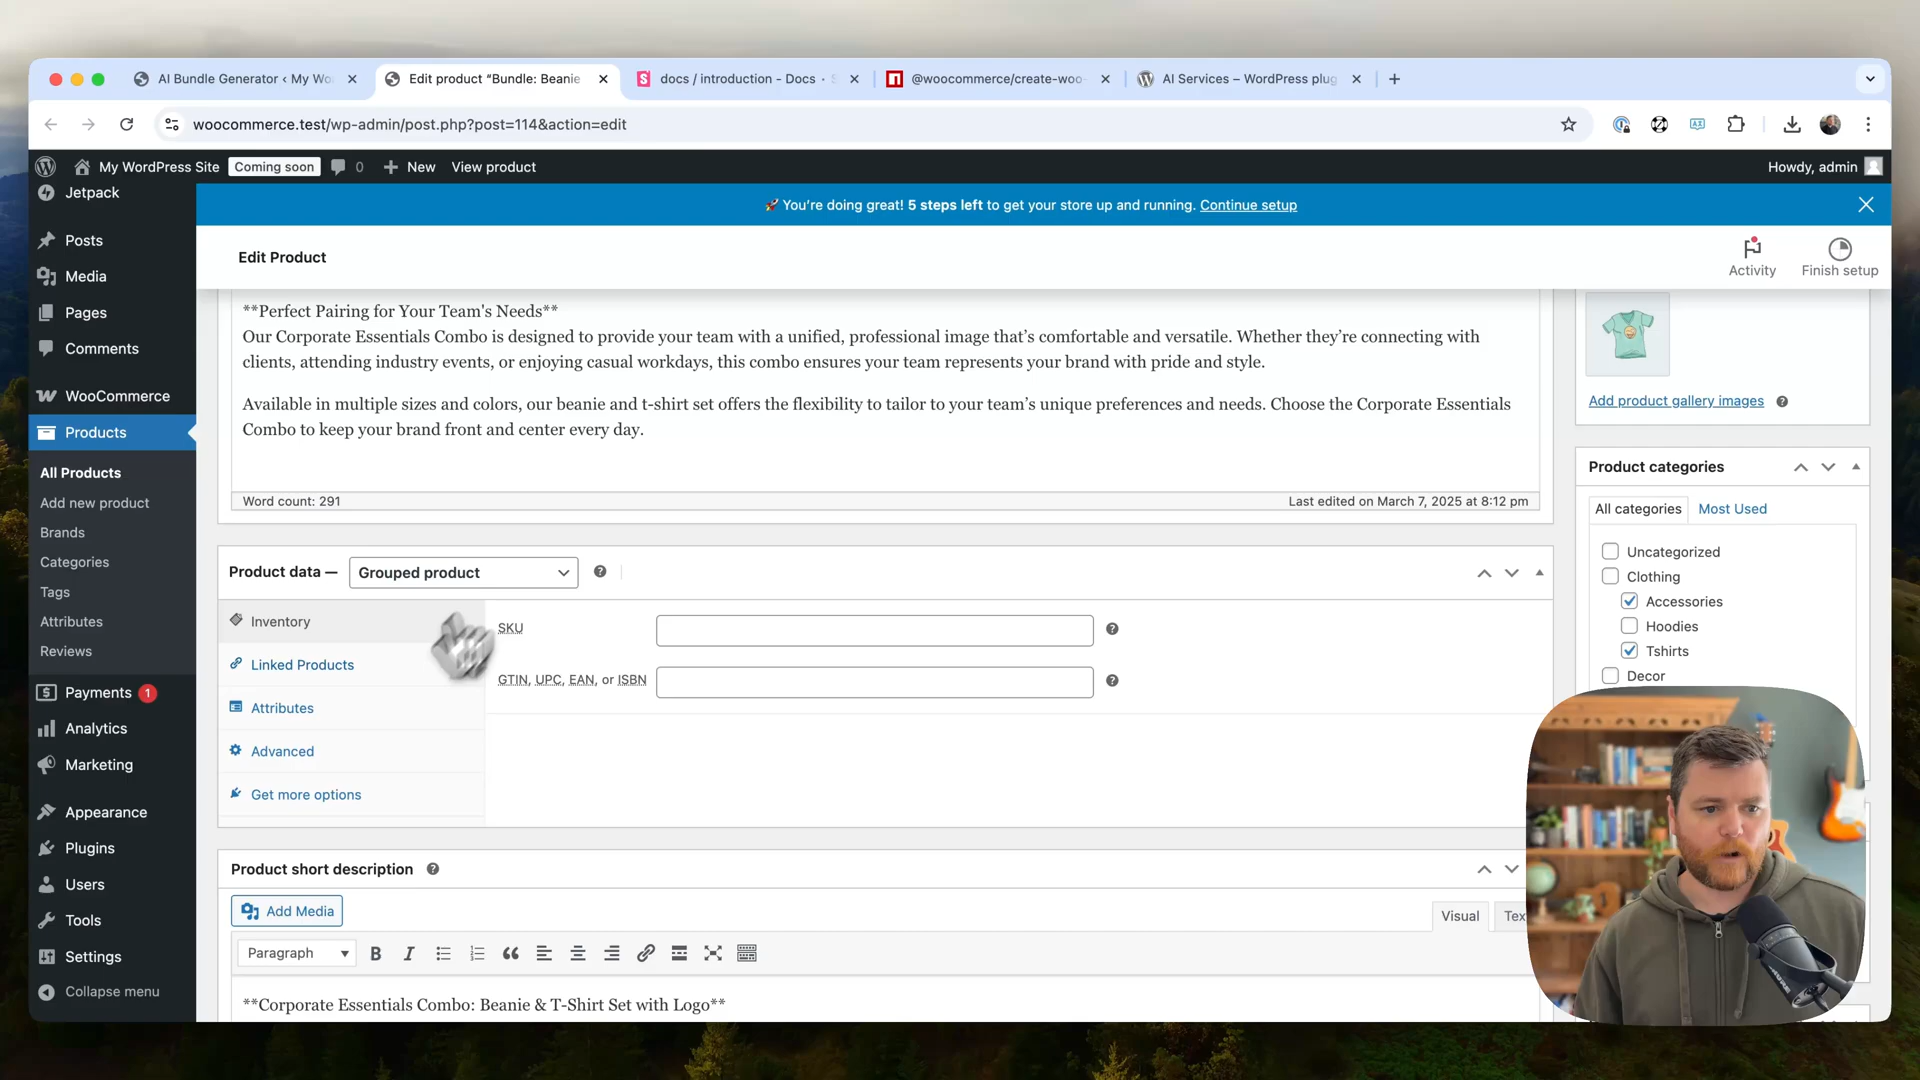 AI Bundle Generator ‹ My Wo
Edit product “Bundle: Beanie
docs / introduction - Docs ·
@woocommerce/create-woo-
AI Services – WordPress plug
woocommerce.test/wp-admin/post.php?post=114&action=edit
My WordPress Site
Coming soon
0
New
View product
Howdy, admin
Jetpack
Posts
Media
Pages
Comments
WooCommerce
Products
All Products
Add new product
Brands
Categories
Tags
Attributes
Reviews
Payments 1
Analytics
Marketing
Appearance
Plugins
Users
Tools
Settings
Collapse menu
🚀 You’re doing great! 5 steps left to get your store up and running. Continue setup
Edit Product
Activity
Finish setup
**Perfect Pairing for Your Team's Needs**
Our Corporate Essentials Combo is designed to provide your team with a unified, professional image that’s comfortable and versatile. Whether they’re connecting with
clients, attending industry events, or enjoying casual workdays, this combo ensures your team represents your brand with pride and style.
Available in multiple sizes and colors, our beanie and t-shirt set offers the flexibility to tailor to your team’s unique preferences and needs. Choose the Corporate Essentials
Combo to keep your brand front and center every day.
Word count: 291
Last edited on March 7, 2025 at 8:12 pm
Product data —
Grouped product
Inventory
Linked Products
Attributes
Advanced
Get more options
SKU
GTIN, UPC, EAN, or ISBN
Product short description
Add Media
Visual
Tex
Paragraph
B
I
**Corporate Essentials Combo: Beanie & T-Shirt Set with Logo**
Add product gallery images
Product categories
All categories
Most Used
Uncategorized
Clothing
Accessories
Hoodies
Tshirts
Decor